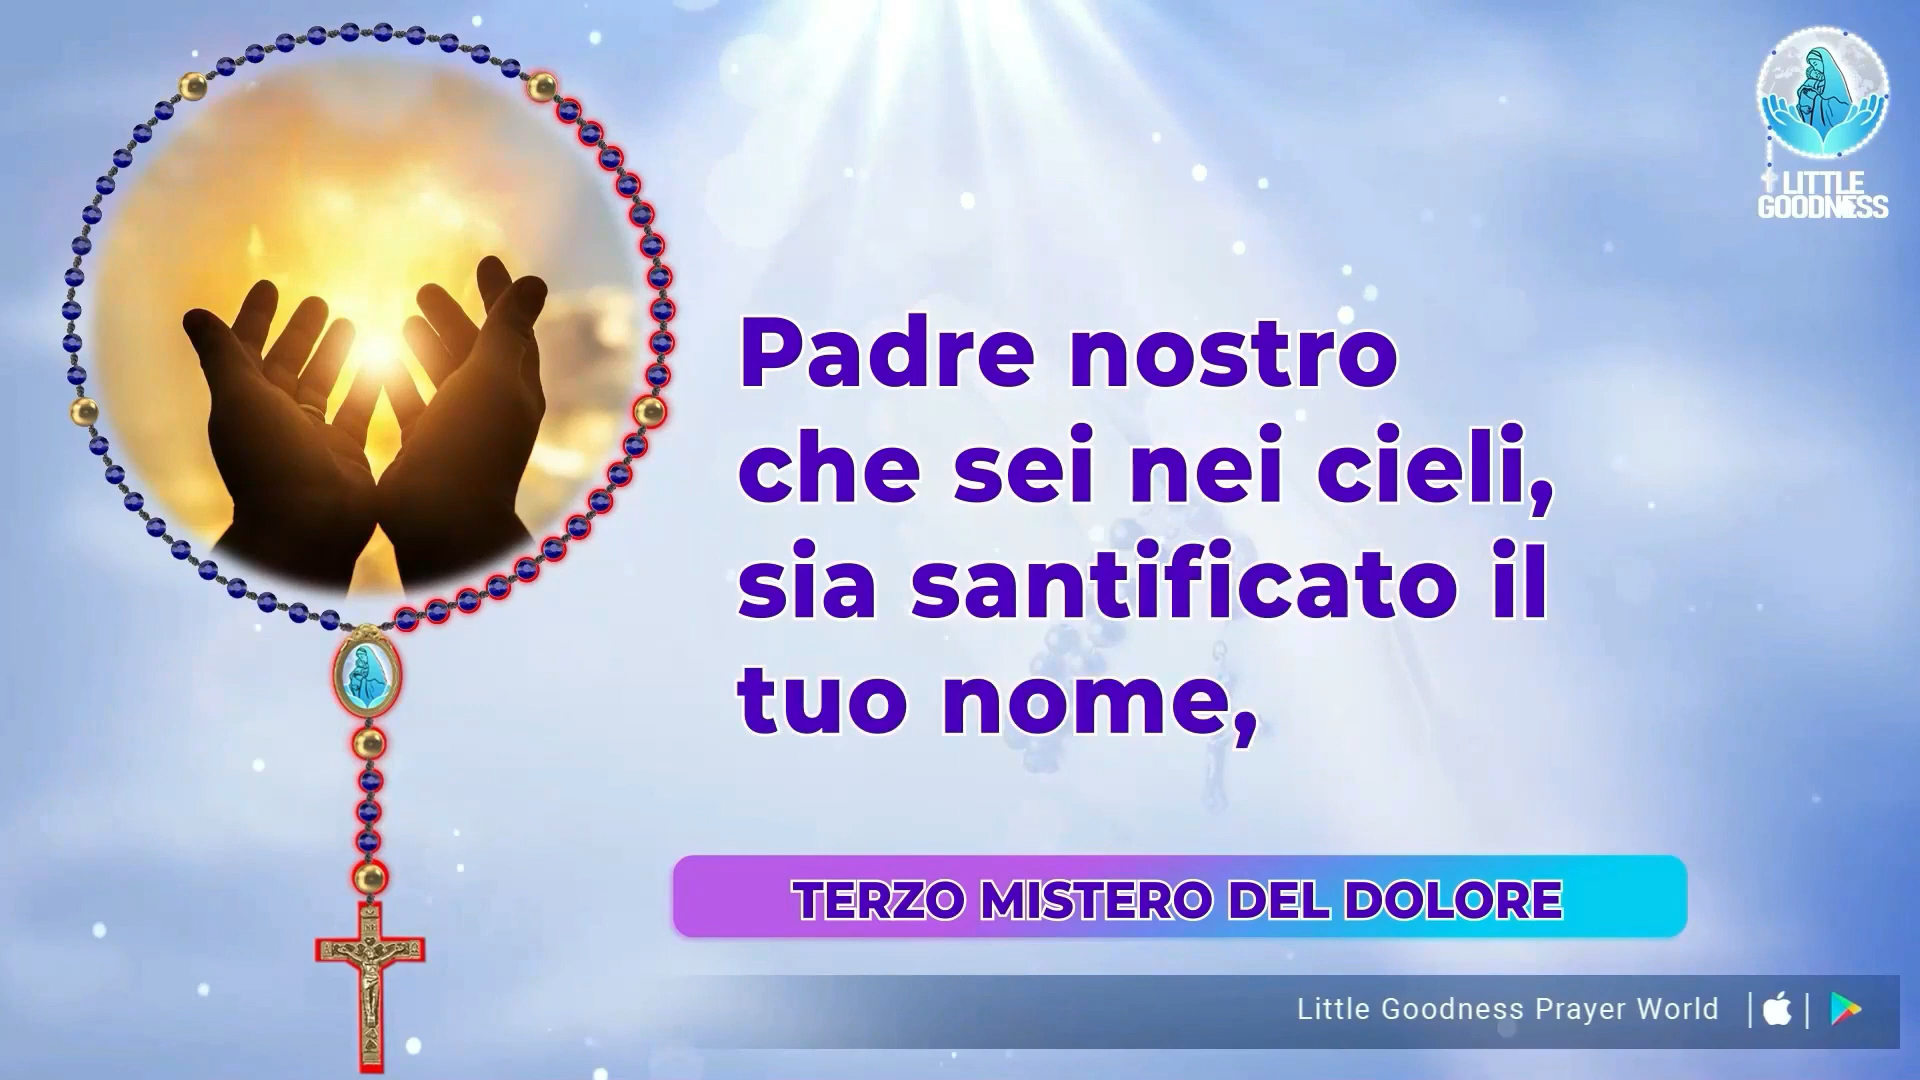 LITTLE
GOODNESS
Padre nostro
che sei nei cieli,
sia santificato il
tuo nome,
TERZO MISTERO DEL DOLORE
Little Goodness Prayer World